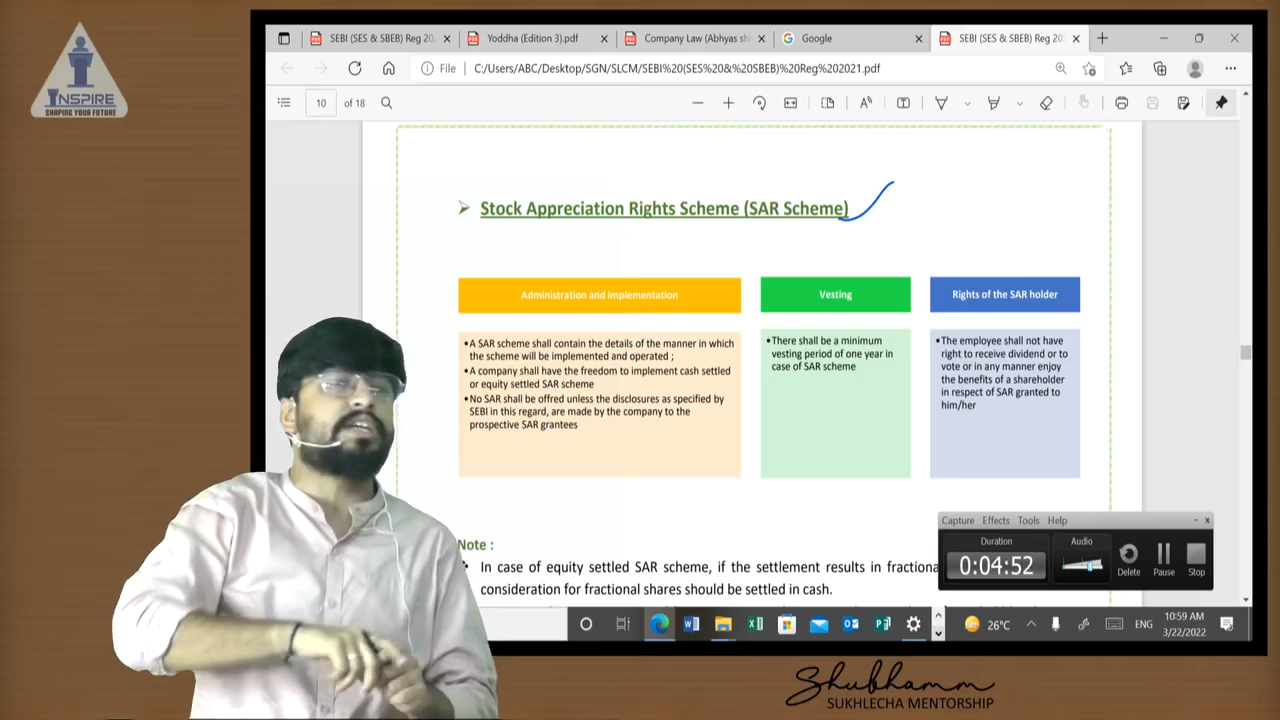 INSPIRE
SHAPING YOUR FUTURE
SEBI (SES & SBEB) Reg 20
Yoddha (Edition 3).pdf
Company Law (Abhyas sh
Google
SEBI (SES & SBEB) Reg 20
File
C:/Users/ABC/Desktop/SGN/SLCM/SEBI%20(SES%20&%20SBEB)%20Reg%202021.pdf
10 of 18
Stock Appreciation Rights Scheme (SAR Scheme)
Administration and implementation
•A SAR scheme shall contain the details of the manner in which
the scheme will be implemented and operated ;
•A company shall have the freedom to implement cash settled
or equity settled SAR scheme
•No SAR shall be offred unless the disclosures as specified by
SEBI in this regard, are made by the company to the
prospective SAR grantees
Vesting
•There shall be a minimum
vesting period of one year in
case of SAR scheme
Rights of the SAR holder
•The employee shall not have
right to receive dividend or to
vote or in any manner enjoy
the benefits of a shareholder
in respect of SAR granted to
him/her
Note :
In case of equity settled SAR scheme, if the settlement results in fractiona
consideration for fractional shares should be settled in cash.
Capture Effects Tools Help
Duration
0:04:52
Audio
Delete Pause Stop
26°C
ENG
10:59 AM
3/22/2022
Shubhamm
SUKHLECHA MENTORSHIP